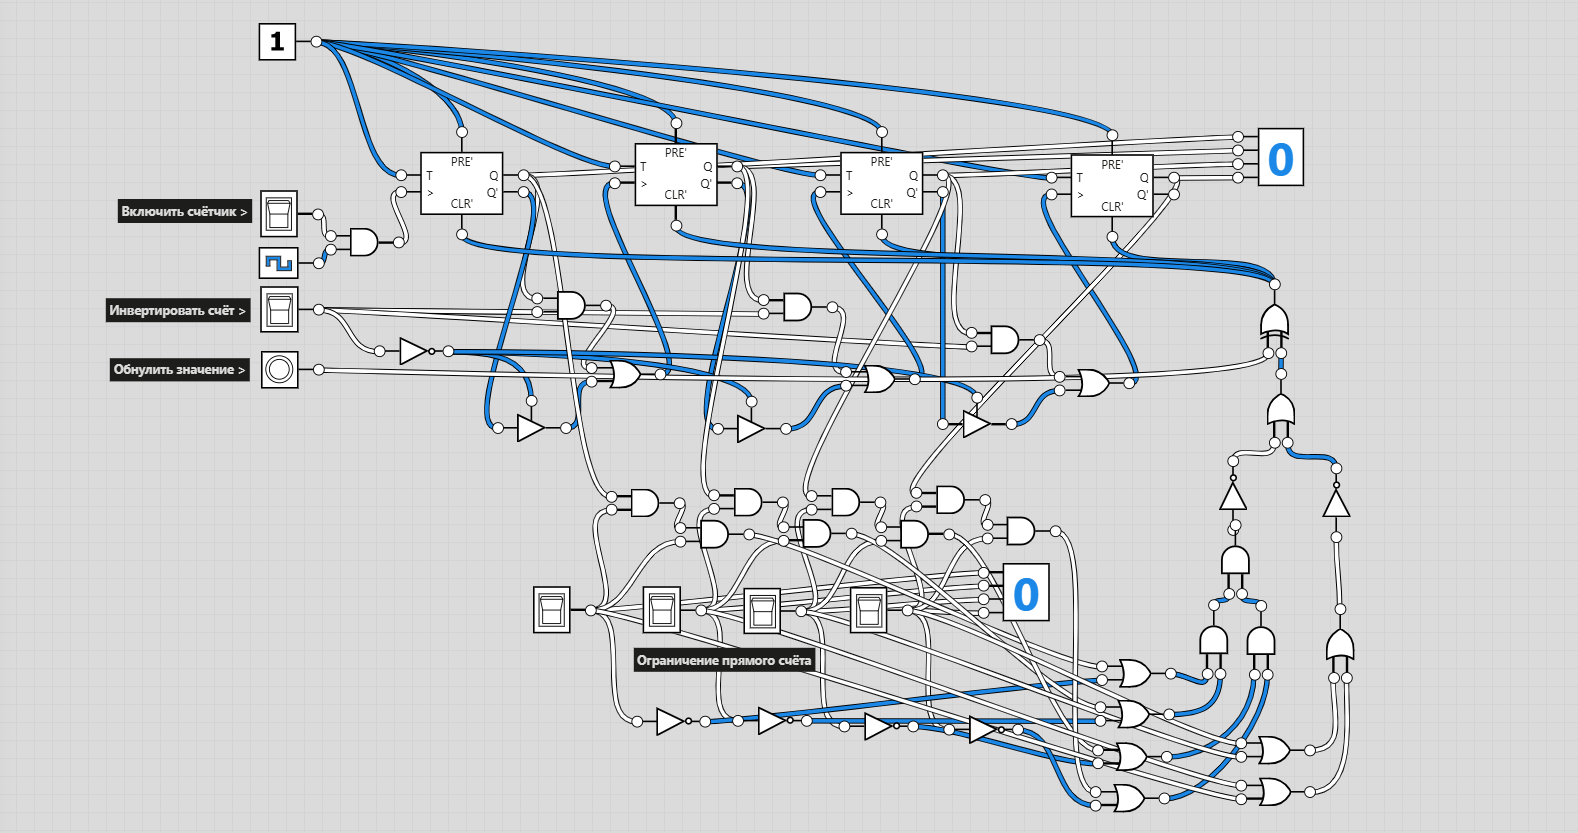 1
PRE'
T Q
> Q'
CLR'
PRE'
T Q
> Q'
CLR'
PRE'
T Q
> Q'
CLR'
PRE'
T Q
> Q'
CLR'
0
Включить счётчик >
Инвертировать счёт >
Обнулить значение >
0
Ограничение прямого счёта